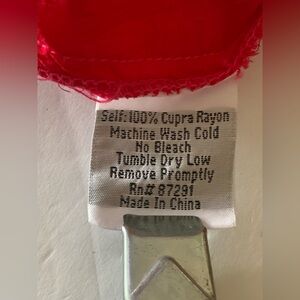 Self:100% Cupra Rayon
Machine Wash Cold
No Bleach
Tumble Dry Low
Remove Promptly
Rn# 87291
Made In China